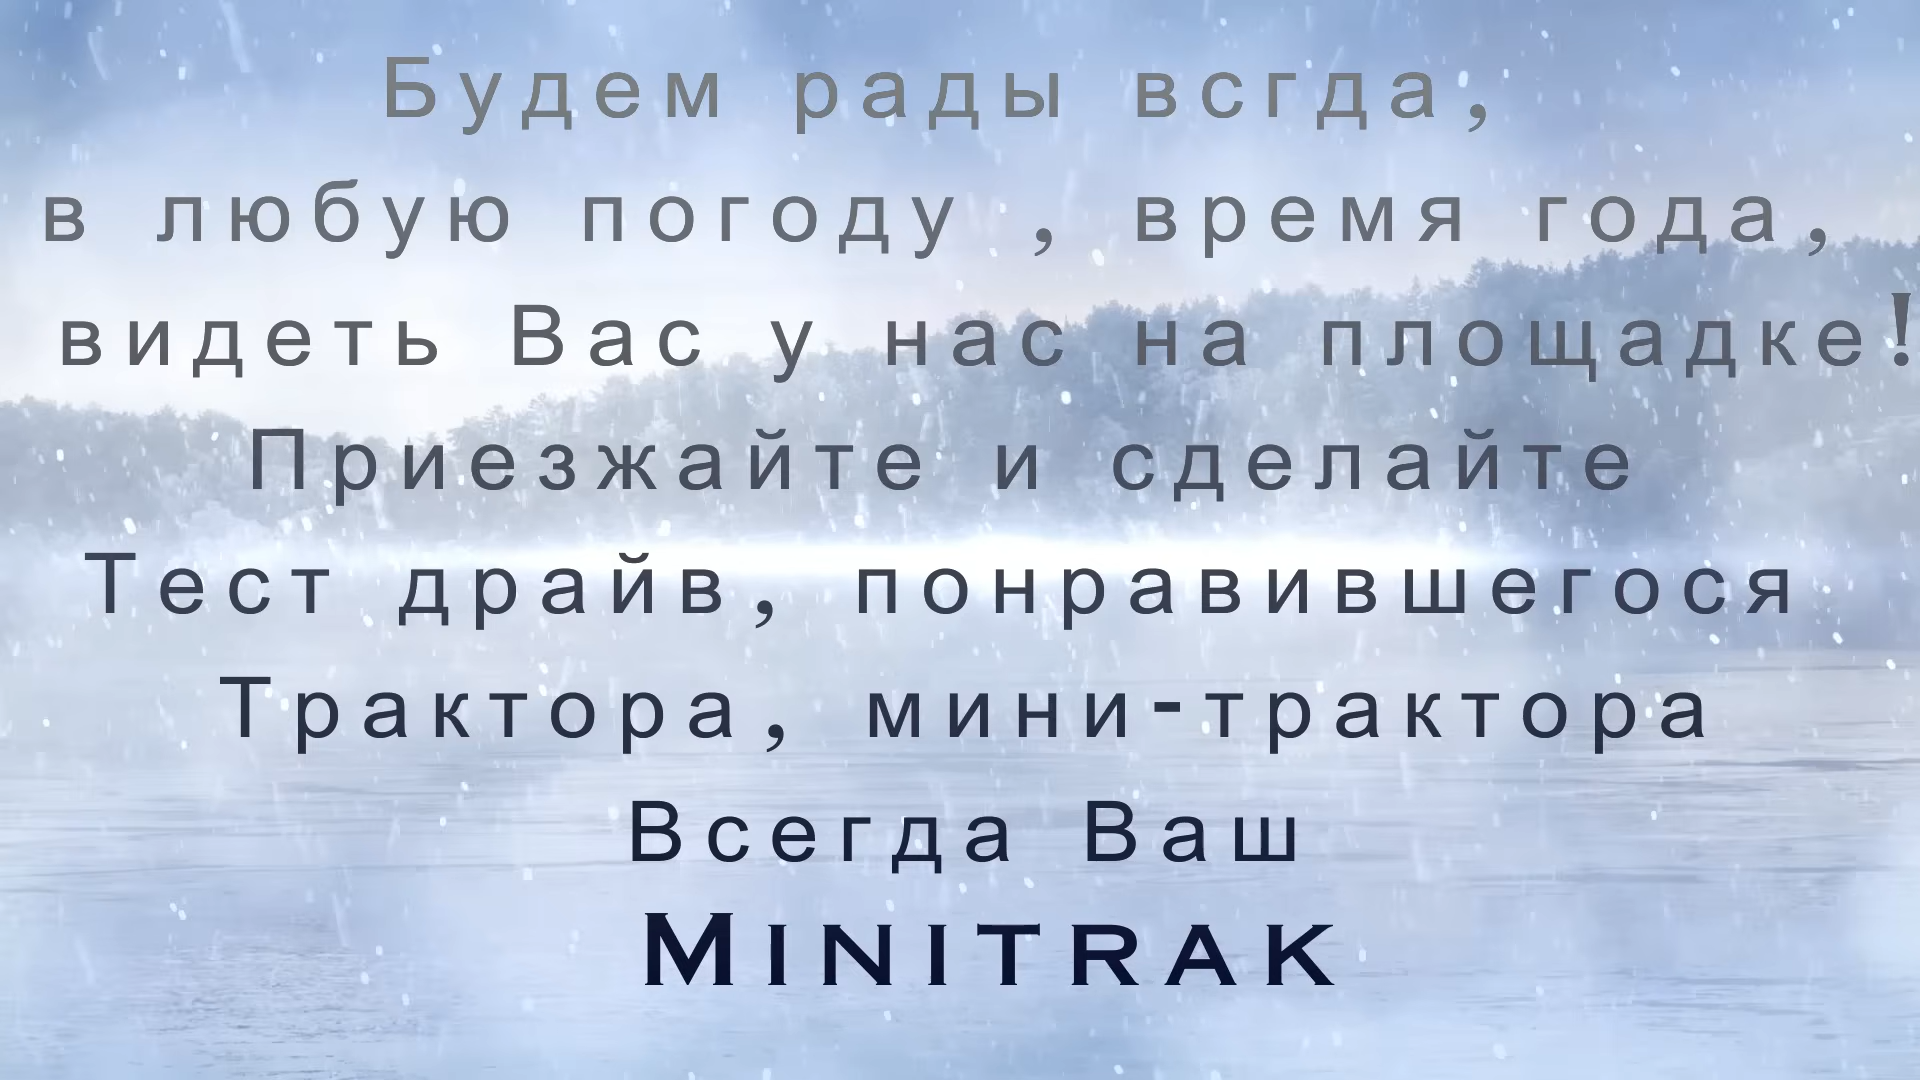 Будем рады всгда,
в любую погоду , время года,
видеть Вас у нас на площадке!
Приезжайте и сделайте
Тест драйв, понравившегося
Трактора, мини-трактора
Всегда Ваш
Minitrak